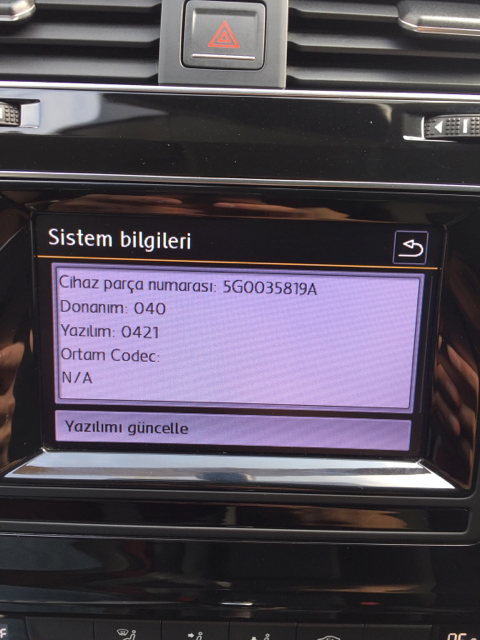 Sistem bilgileri
Cihaz parça numarası: 5G0035819A
Donanım: 040
Yazılım: 0421
Ortam Codec:
N/A
Yazılımı güncelle